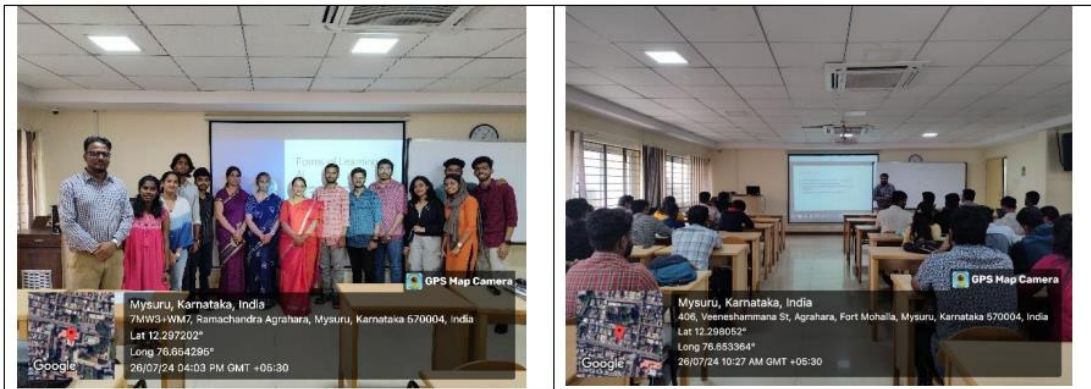 Forms of Learning
AI
GPS Map Camera
Mysuru, Karnataka, India
7MW3+WM7, Ramachandra Agrahara, Mysuru, Karnataka 570004, India
Lat 12.297202°
Long 76.654295°
26/07/24 04:03 PM GMT +05:30
Google
GPS Map Camera
Mysuru, Karnataka, India
406, Veeneshammana St, Agrahara, Fort Mohalla, Mysuru, Karnataka 570004, India
Lat 12.298052°
Long 76.653364°
26/07/24 10:27 AM GMT +05:30
Google